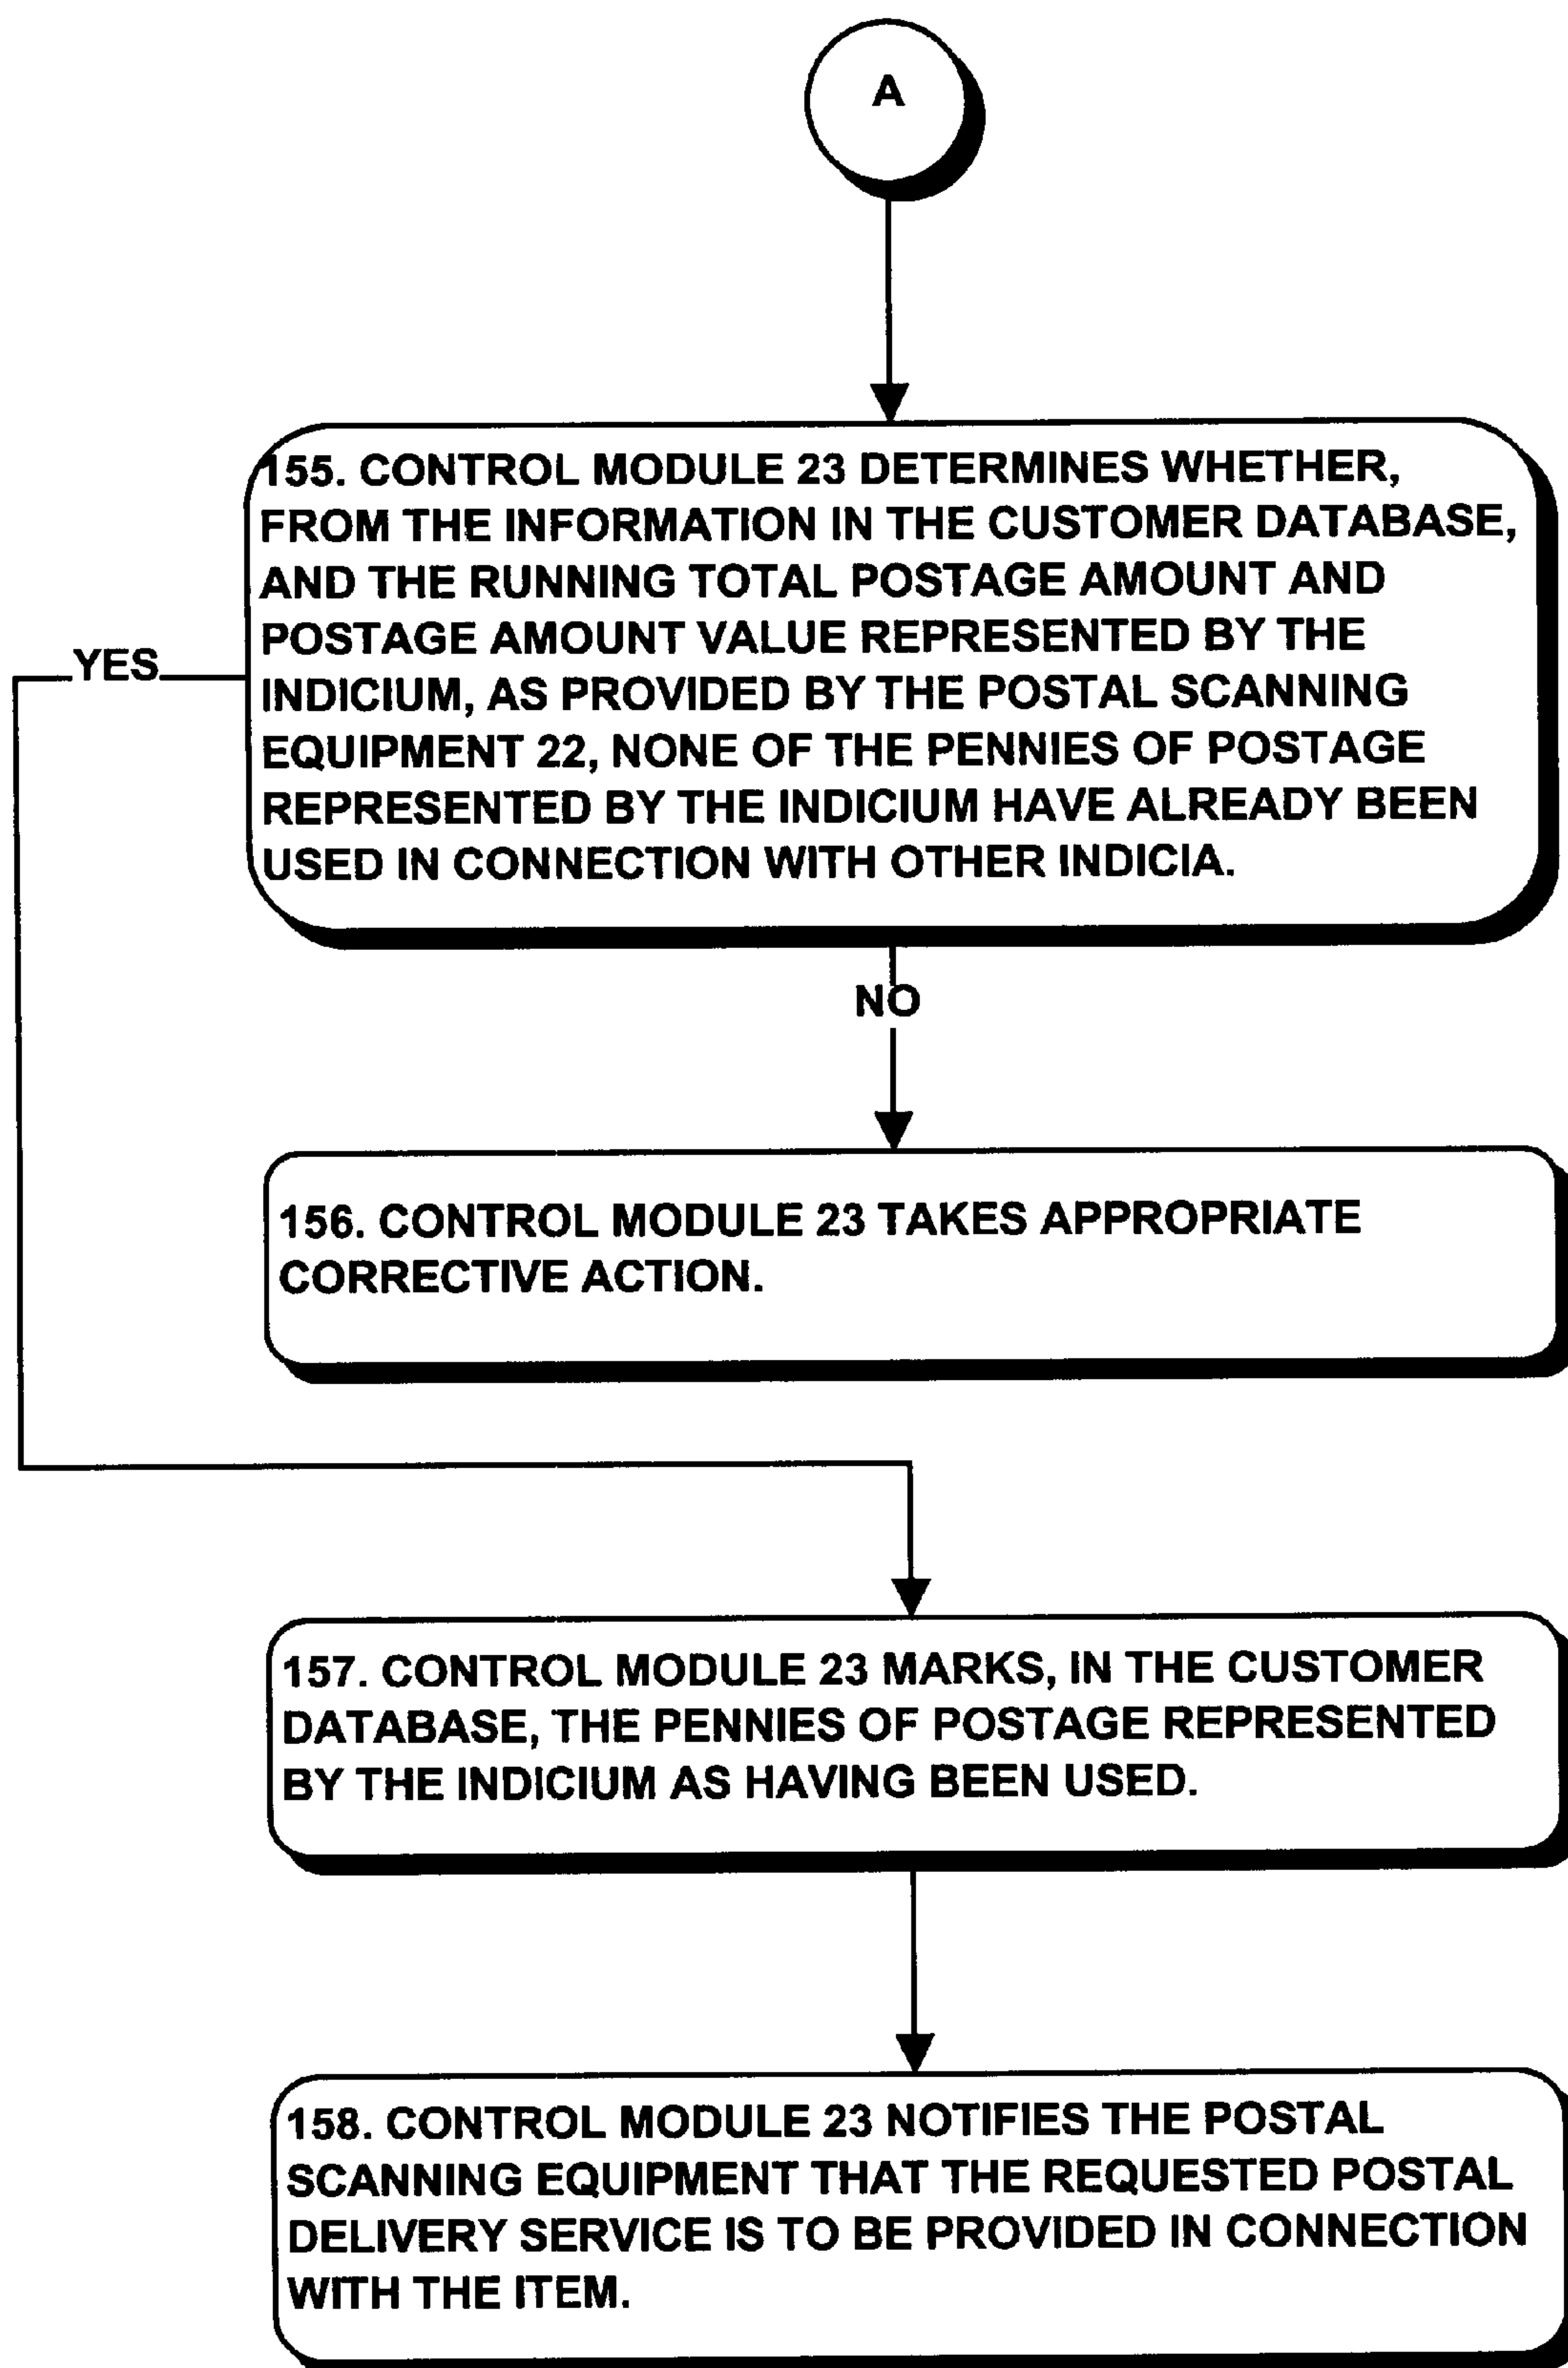 A
155. CONTROL MODULE 23 DETERMINES WHETHER,
FROM THE INFORMATION IN THE CUSTOMER DATABASE,
AND THE RUNNING TOTAL POSTAGE AMOUNT AND
POSTAGE AMOUNT VALUE REPRESENTED BY THE
INDICIUM, AS PROVIDED BY THE POSTAL SCANNING
EQUIPMENT 22, NONE OF THE PENNIES OF POSTAGE
REPRESENTED BY THE INDICIUM HAVE ALREADY BEEN
USED IN CONNECTION WITH OTHER INDICIA.
YES
NO
156. CONTROL MODULE 23 TAKES APPROPRIATE
CORRECTIVE ACTION.
157. CONTROL MODULE 23 MARKS, IN THE CUSTOMER
DATABASE, THE PENNIES OF POSTAGE REPRESENTED
BY THE INDICIUM AS HAVING BEEN USED.
158. CONTROL MODULE 23 NOTIFIES THE POSTAL
SCANNING EQUIPMENT THAT THE REQUESTED POSTAL
DELIVERY SERVICE IS TO BE PROVIDED IN CONNECTION
WITH THE ITEM.